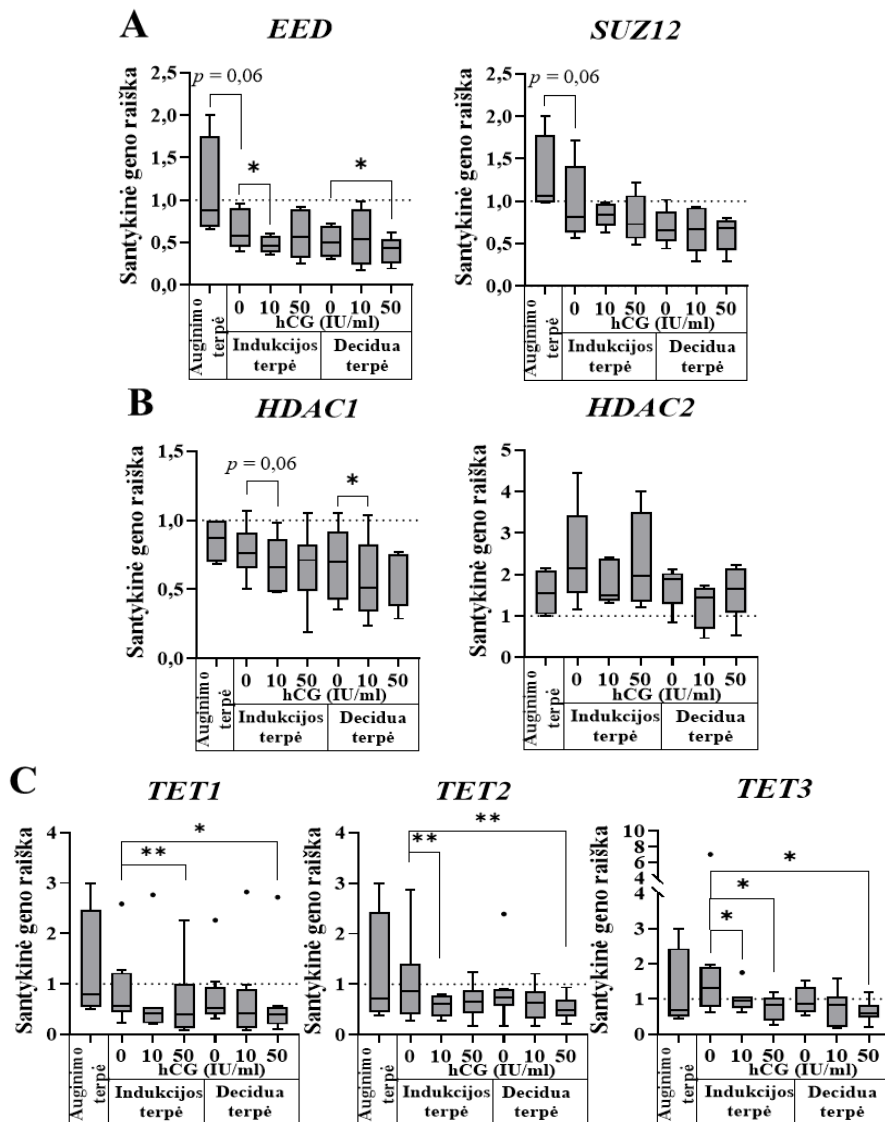 A
EED
SUZ12
Santykinė geno raiška
2,5
2,0
1,5
1,0
0,5
0,0
p = 0,06
*
*
0 10 50 0 10 50
hCG (IU/ml)
Auginimo
terpė
Indukcijos
terpė
Decidua
terpė
Santykinė geno raiška
2,5
2,0
1,5
1,0
0,5
0,0
p = 0,06
0 10 50 0 10 50
hCG (IU/ml)
Auginimo
terpė
Indukcijos
terpė
Decidua
terpė
B
HDAC1
HDAC2
Santykinė geno raiška
1,5
1,0
0,5
0,0
p = 0,06
*
0 10 50 0 10 50
hCG (IU/ml)
Auginimo
terpė
Indukcijos
terpė
Decidua
terpė
Santykinė geno raiška
5
4
3
2
1
0
0 10 50 0 10 50
hCG (IU/ml)
Auginimo
terpė
Indukcijos
terpė
Decidua
terpė
C
TET1
TET2
TET3
Santykinė geno raiška
4
3
2
1
0
*
**
0 10 50 0 10 50
hCG (IU/ml)
Auginimo
terpė
Indukcijos
terpė
Decidua
terpė
Santykinė geno raiška
4
3
2
1
0
**
**
0 10 50 0 10 50
hCG (IU/ml)
Auginimo
terpė
Indukcijos
terpė
Decidua
terpė
Santykinė geno raiška
10
8
6
4
4
3
2
1
0
*
*
*
0 10 50 0 10 50
hCG (IU/ml)
Auginimo
terpė
Indukcijos
terpė
Decidua
terpė